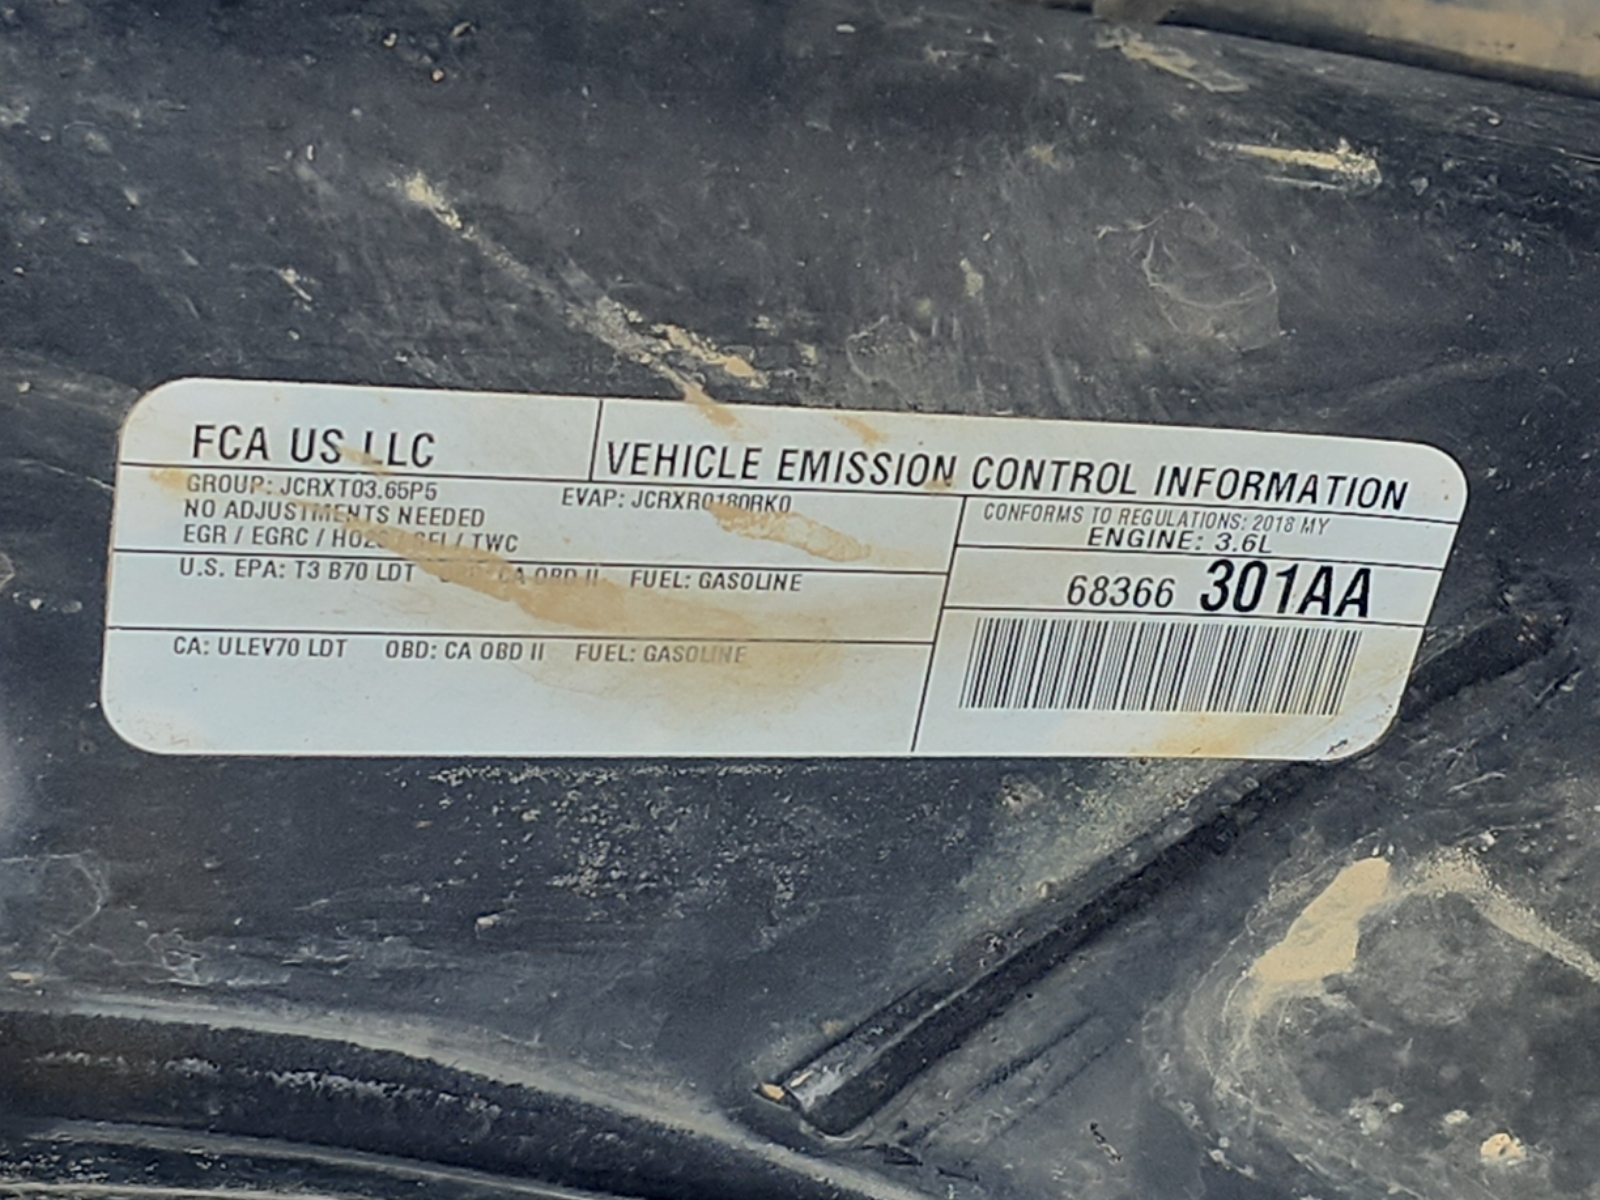 FCA US LLC
VEHICLE EMISSION CONTROL INFORMATION
GROUP: JCRXT03.65P5 EVAP: JCRXR0180RK0
NO ADJUSTMENTS NEEDED
EGR / EGRC / HO2S / SFI / TWC
CONFORMS TO REGULATIONS: 2018 MY
ENGINE: 3.6L
U.S. EPA: T3 B70 LDT OBD: CA OBD II FUEL: GASOLINE
68366 301AA
CA: ULEV70 LDT OBD: CA OBD II FUEL: GASOLINE